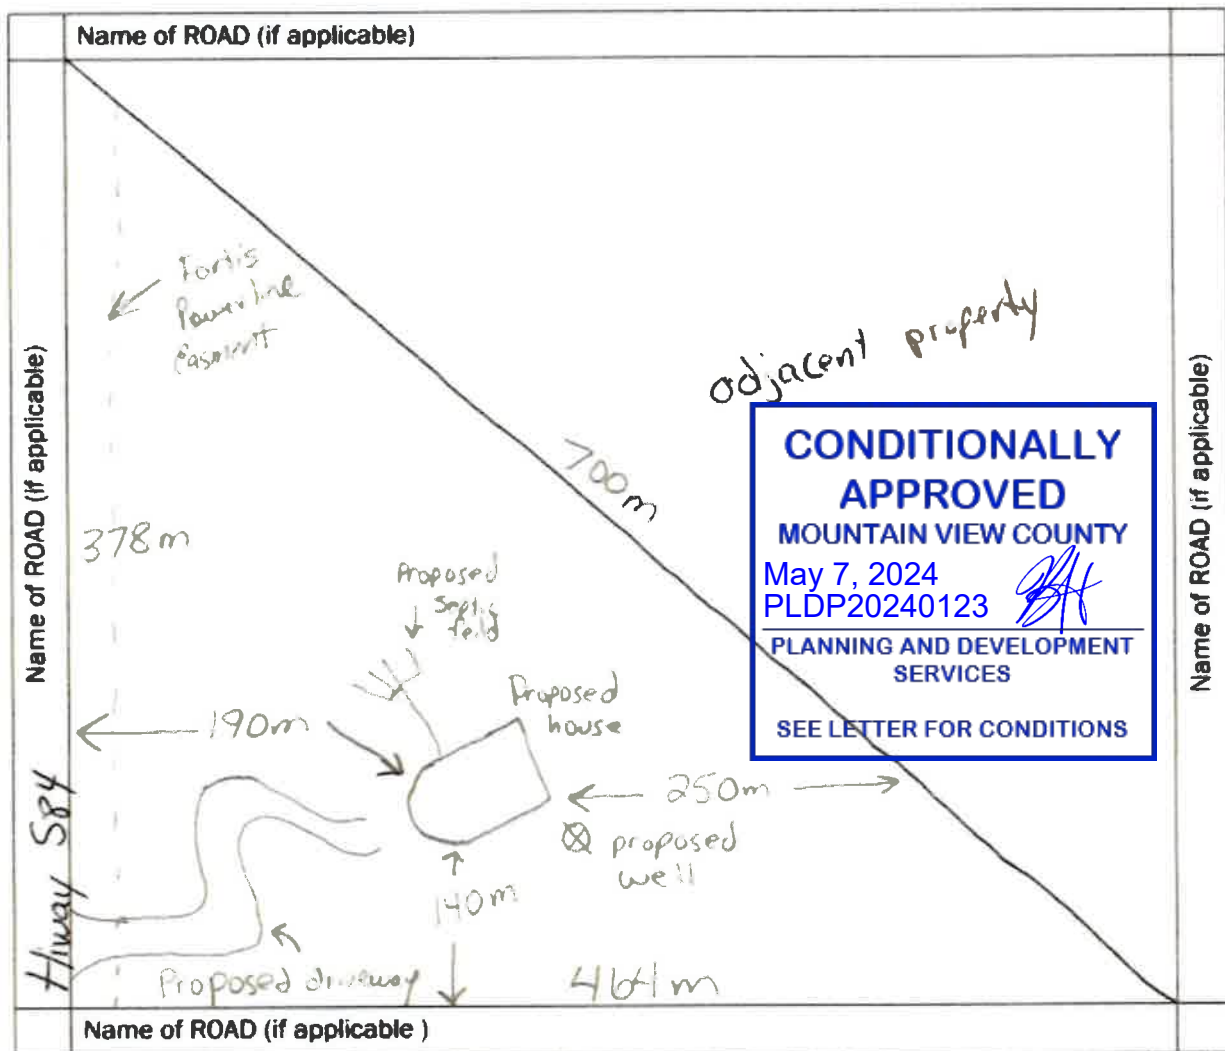 Name of ROAD (if applicable)
Name of ROAD (if applicable)
Hiway 584
Name of ROAD (if applicable)
Fortis
Powerline
Easment
adjacent property
700m
378m
CONDITIONALLY
APPROVED
MOUNTAIN VIEW COUNTY
May 7, 2024
PLDP20240123
PLANNING AND DEVELOPMENT
SERVICES
SEE LETTER FOR CONDITIONS
Proposed
Septic
feild
Proposed
house
190m
250m
proposed
well
140m
Proposed driveway
464m
Name of ROAD (if applicable )